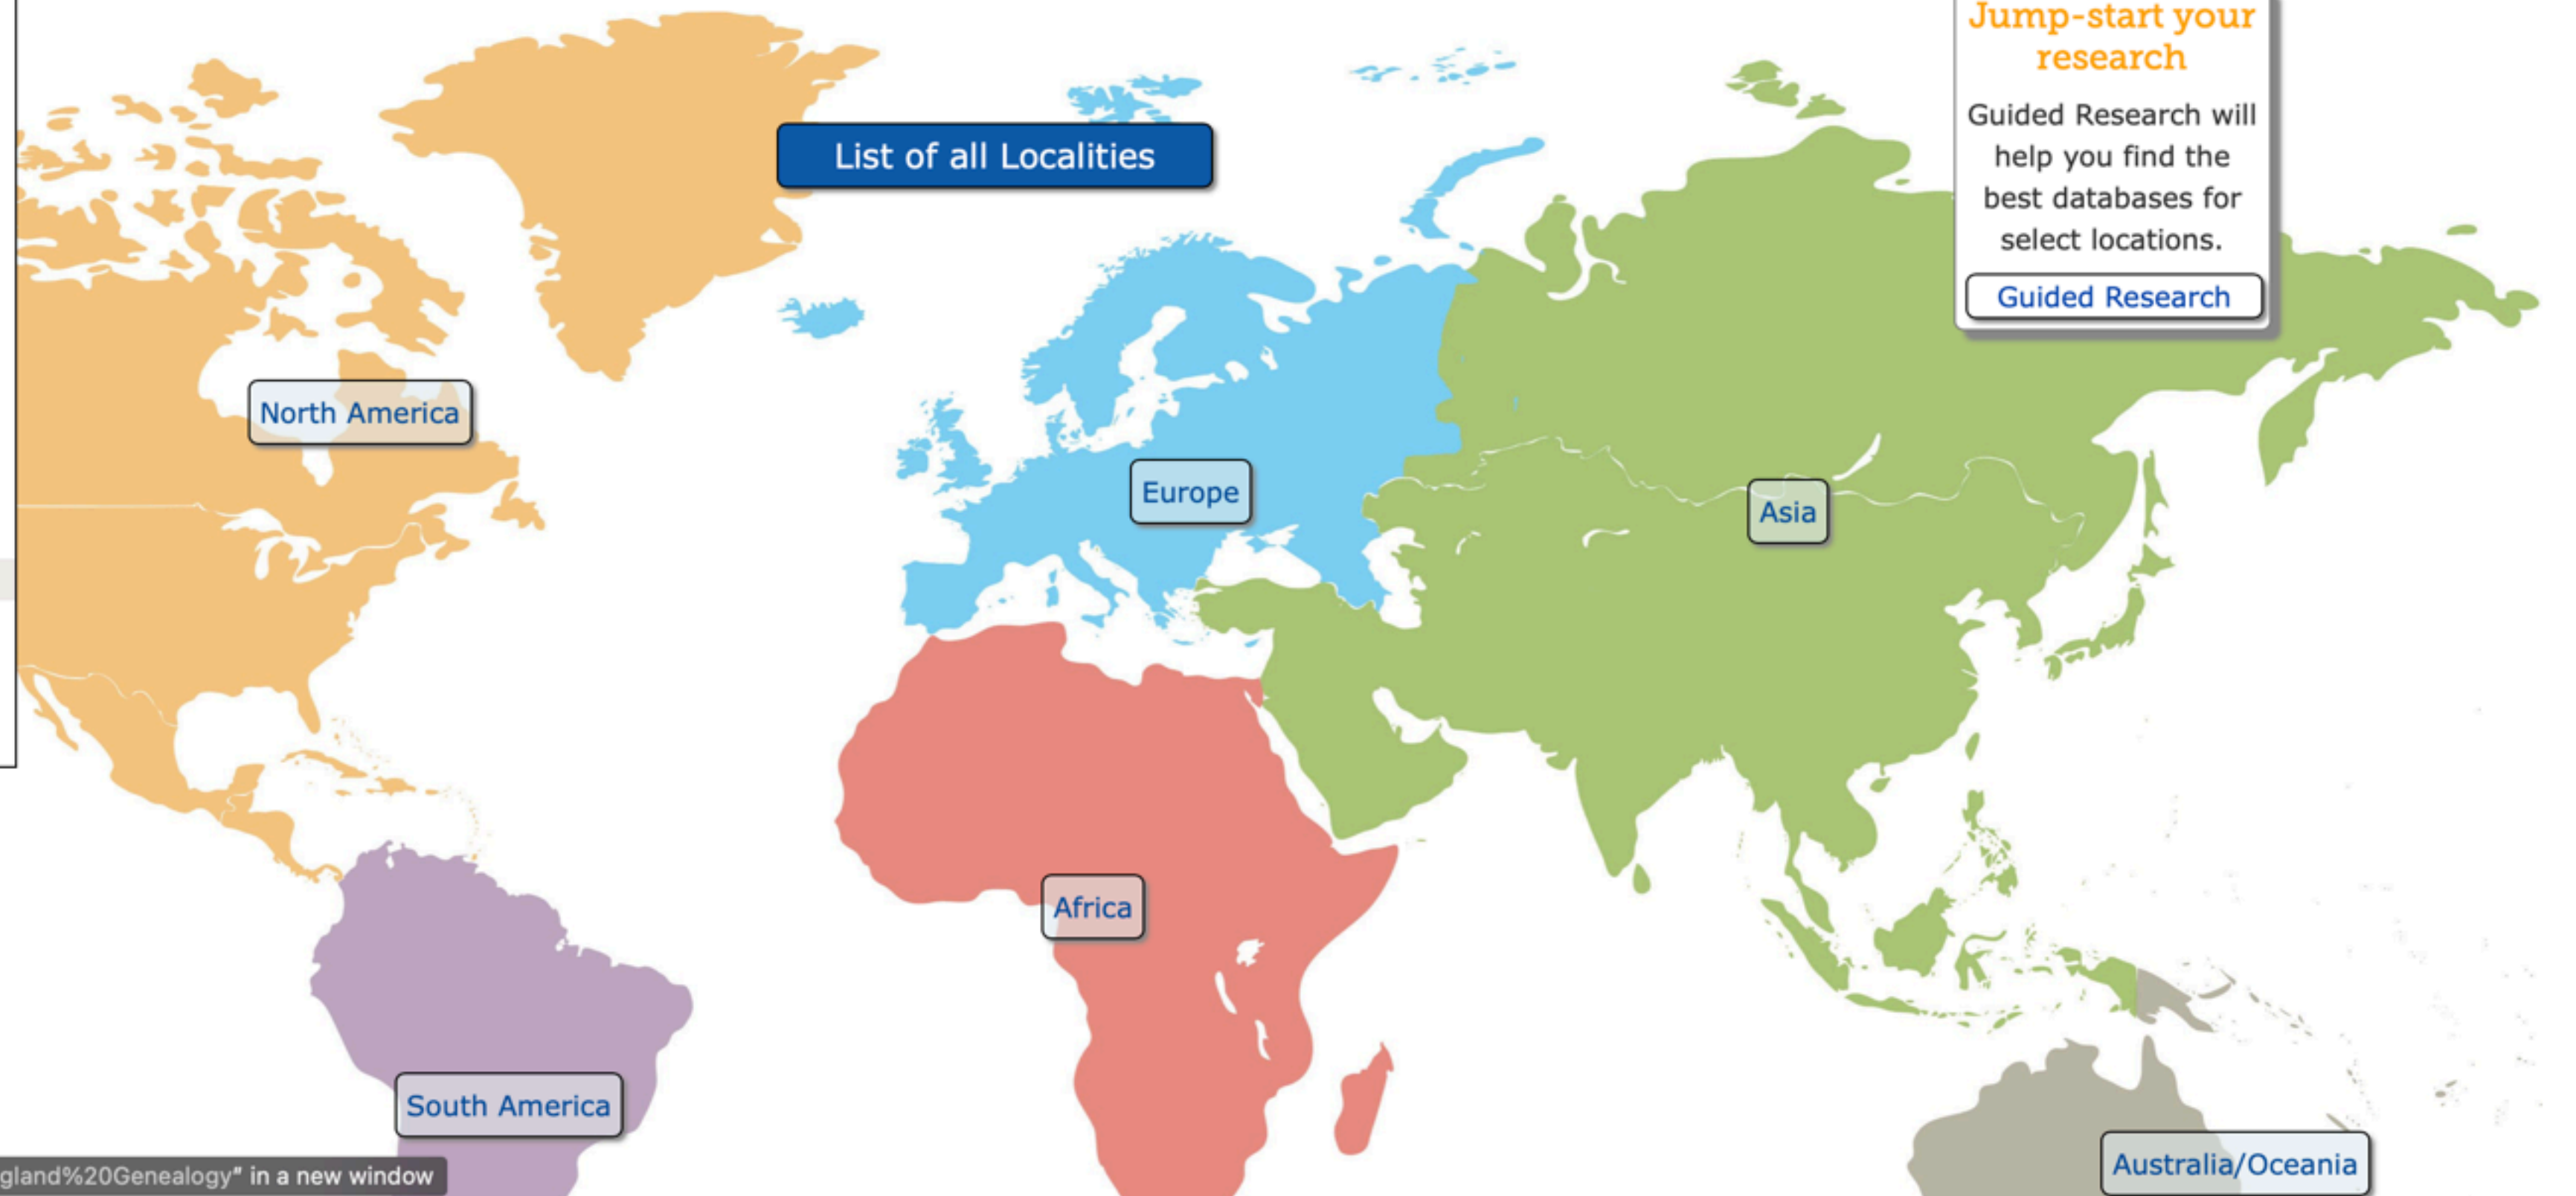 Jump-start your
research
Guided Research will
help you find the
best databases for
select locations.
Guided Research
List of all Localities
North America
Europe
Asia
Africa
South America
Australia/Oceania
gland%20Genealogy" in a new window